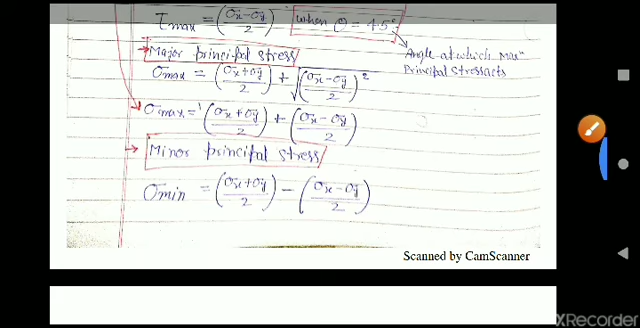 τmax = (σx-σy/2) when θ = 45°
Angle at which Max^m
Principal stress acts
Major principal stress
σmax = (σx+σy/2) + √(σx-σy/2)²
σmax = (σx+σy/2) + (σx-σy/2)
Minor principal stress
σmin = (σx+σy/2) - (σx-σy/2)
Scanned by CamScanner
XRecorder